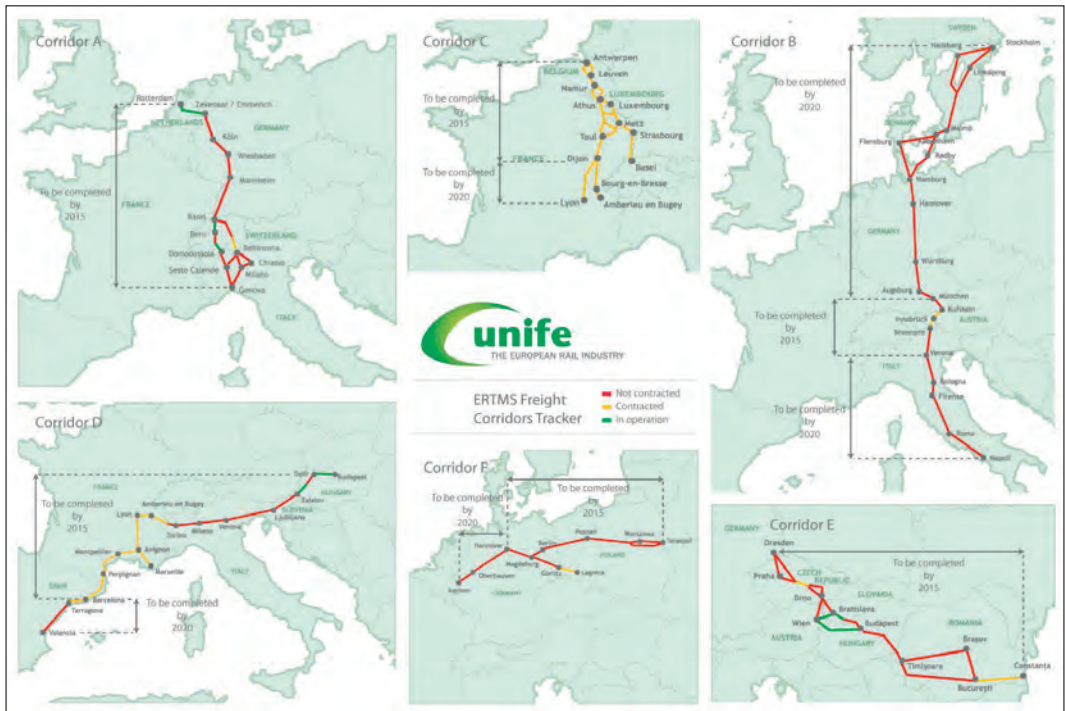 Corridor A
Rotterdam
Zevenaar / Emmerich
NETHERLANDS
GERMANY
Köln
Wiesbaden
Mannheim
To be completed
by
2015
FRANCE
Basel
Bern
SWITZERLAND
Domodossola
Bellinzona
Chiasso
Sesto Calende
Milano
Genova
ITALY
Corridor C
Antwerpen
BELGIUM
Leuven
Namur
LUXEMBOURG
Athus
Luxembourg
Metz
Toul
Strasbourg
FRANCE
Dijon
Basel
Bourg-en-Bresse
Lyon
Amberieu en Bugey
To be completed
by
2015
To be completed
by
2020
Corridor B
SWEDEN
Hallsberg
Stockholm
Linköping
To be completed
by
2020
Malmö
Flensburg
Rødby
Hamburg
Hannover
GERMANY
Würzburg
Augsburg
München
Kufstein
Innsbruck
AUSTRIA
Brennero
To be completed
by
2015
Verona
ITALY
Bologna
Firenze
To be completed
by
2020
Roma
Napoli
unife
THE EUROPEAN RAIL INDUSTRY
ERTMS Freight
Corridors Tracker
Not contracted
Contracted
in operation
Corridor D
FRANCE
To be completed
by
2015
Amberieu en Bugey
Lyon
Budapest
HUNGARY
Zalalov
SLOVENIA
Ljubljana
Torino
Milano
Verona
Montpellier
Avignon
Marseille
Perpignan
SPAIN
Barcelona
Tarragona
Valencia
ITALY
To be completed
by
2020
Corridor F
To be completed
by
2020
To be completed
by
2015
Hannover
Berlin
Poznan
Warszawa
Terespol
POLAND
Magdeburg
Oberhausen
Görlitz
Legnica
Aachen
GERMANY
Corridor E
GERMANY
Dresden
To be completed
by
2015
Praha
CZECH
REPUBLIC
Brno
SLOVAKIA
Bratislava
Wien
Budapest
AUSTRIA
HUNGARY
ROMANIA
Braşov
Timişoara
Bucureşti
Constanţa